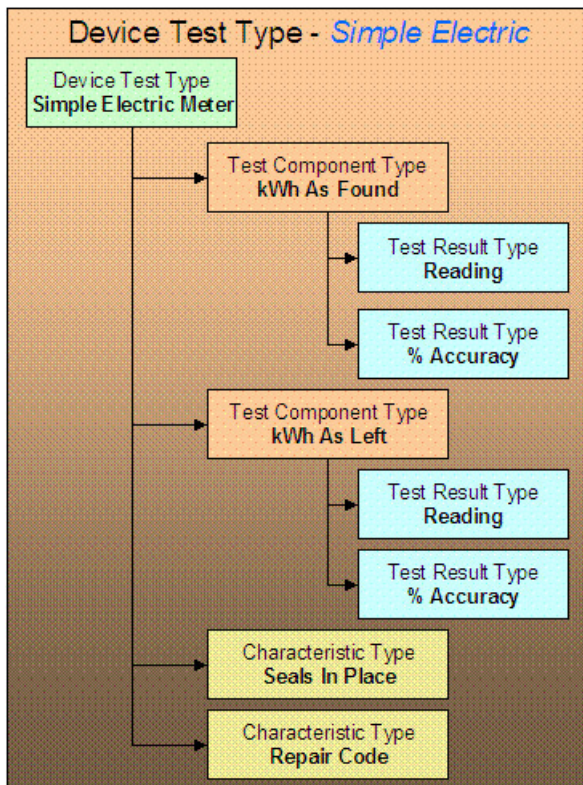 Device Test Type - Simple Electric
Device Test Type
Simple Electric Meter
Test Component Type
kWh As Found
Test Result Type
Reading
Test Result Type
% Accuracy
Test Component Type
kWh As Left
Test Result Type
Reading
Test Result Type
% Accuracy
Characteristic Type
Seals In Place
Characteristic Type
Repair Code